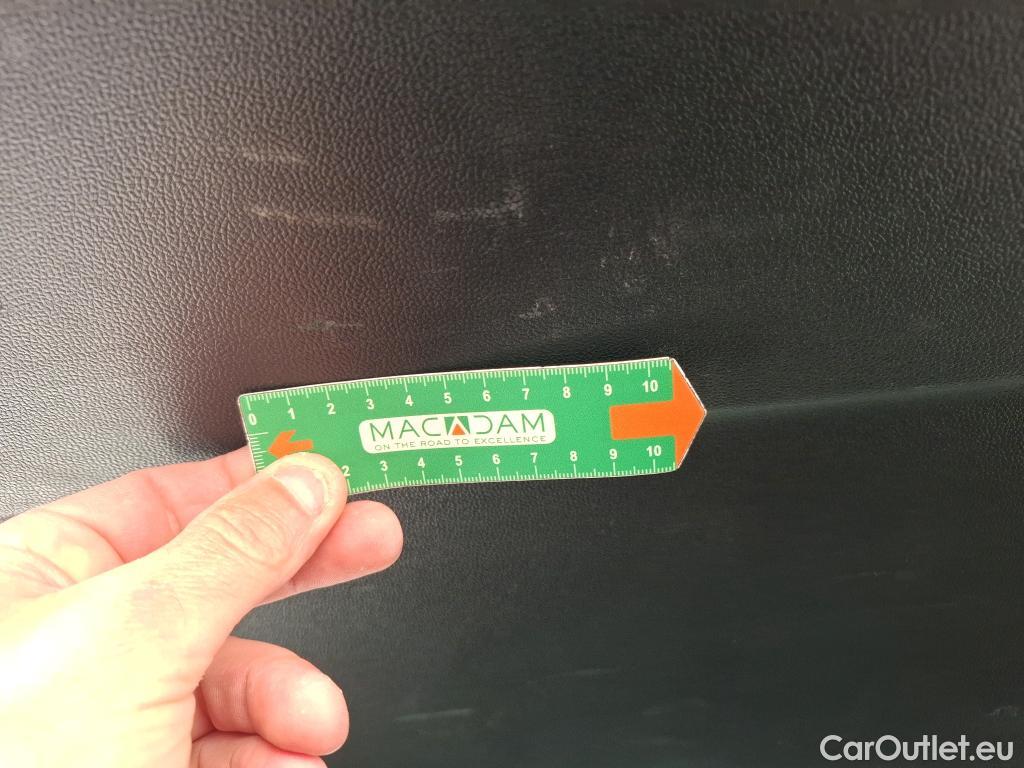 0 1 2 3 4 5 6 7 8 9 10
MACADAM
ON THE ROAD TO EXCELLENCE
2 3 4 5 6 7 8 9 10
CarOutlet.eu